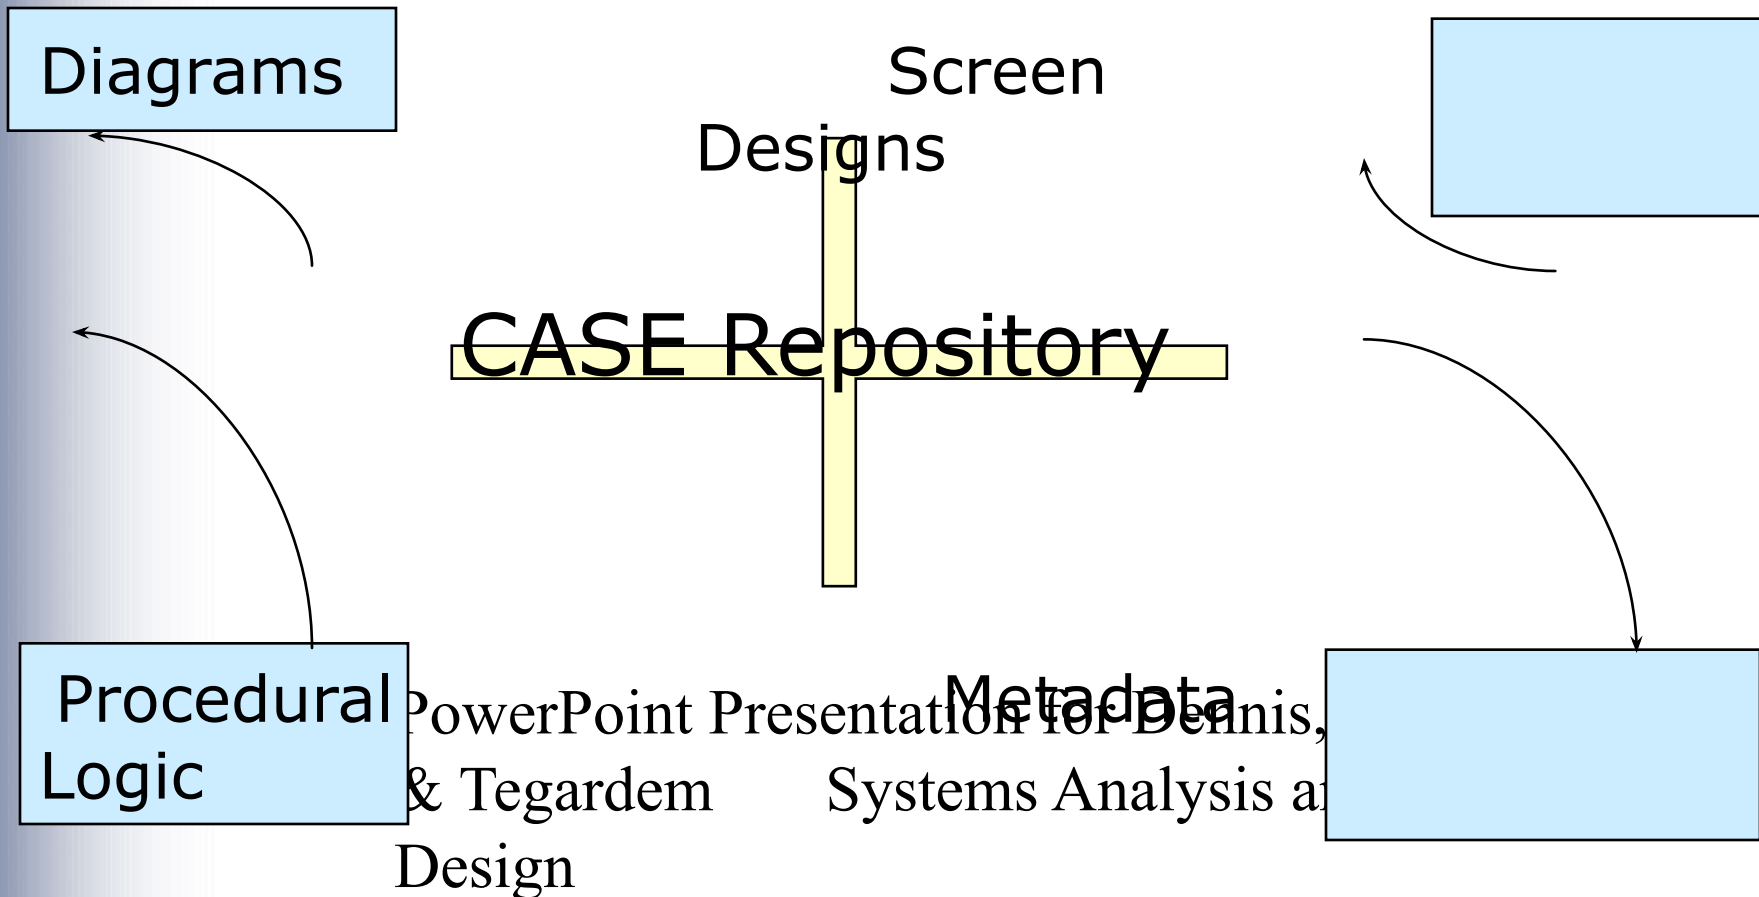 Diagrams
Screen
Designs
CASE Repository
Procedural
Logic
Metadata
PowerPoint Presentation for Dennis,
& Tegardem Systems Analysis
Design